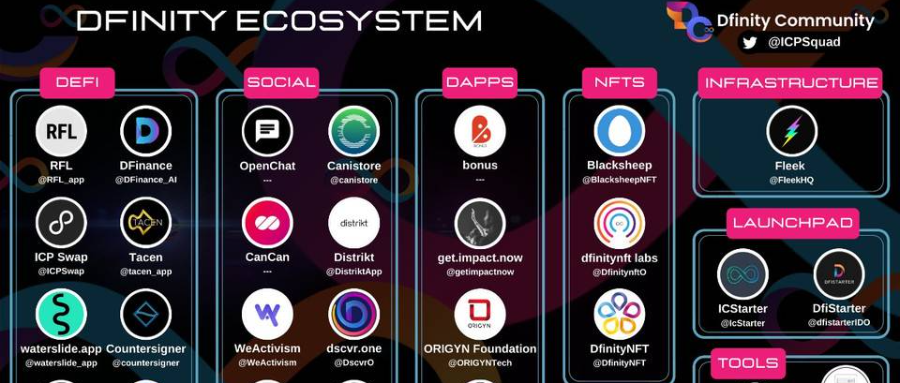 DFINITY ECOSYSTEM
Dfinity Community
@ICPSquad
DEFI
RFL
RFL
@RFL_app
DFinance
@DFinance_AI
ICP Swap
@ICPSwap
TACEN
Tacen
@tacen_app
waterslide.app
@waterslide_app
Countersigner
@countersigner
SOCIAL
OpenChat
---
Canistore
@canistore
CanCan
---
distrikt
Distrikt
@DistriktApp
WeActivism
@WeActivism
dscvr.one
@DscvrO
DAPPS
BONUS
bonus
---
get.impact.now
@getimpactnow
ORIGYN
ORIGYN Foundation
@ORIGYNTech
NFTS
Blacksheep
@BlacksheepNFT
dfinitynft labs
@DfinynftO
DfinityNFT
@DfinityNFT
INFRASTRUCTURE
Fleek
@FleekHQ
LAUNCHPAD
ICStarter
@IcStarter
DFISTARTER
DfiStarter
@dfistarterIDO
TOOLS